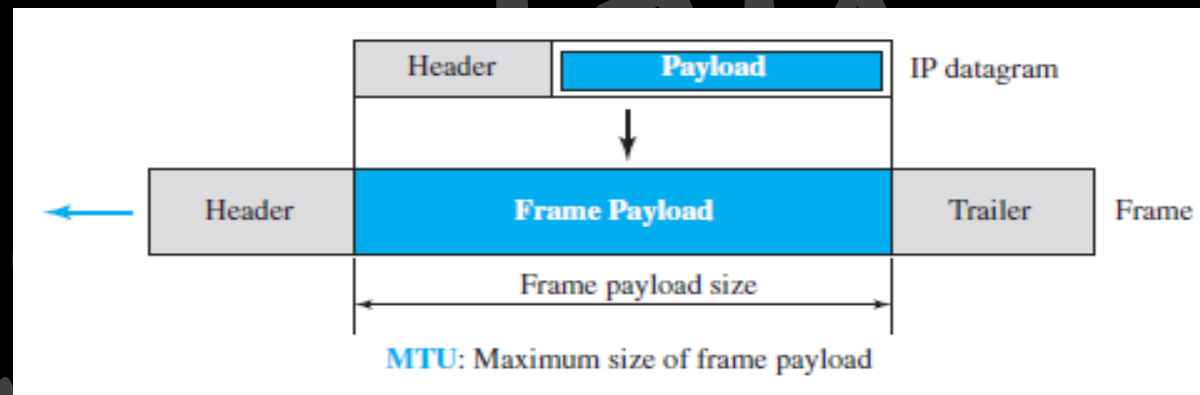 Header Payload IP datagram
Header Frame Payload Trailer Frame
Frame payload size
MTU: Maximum size of frame payload